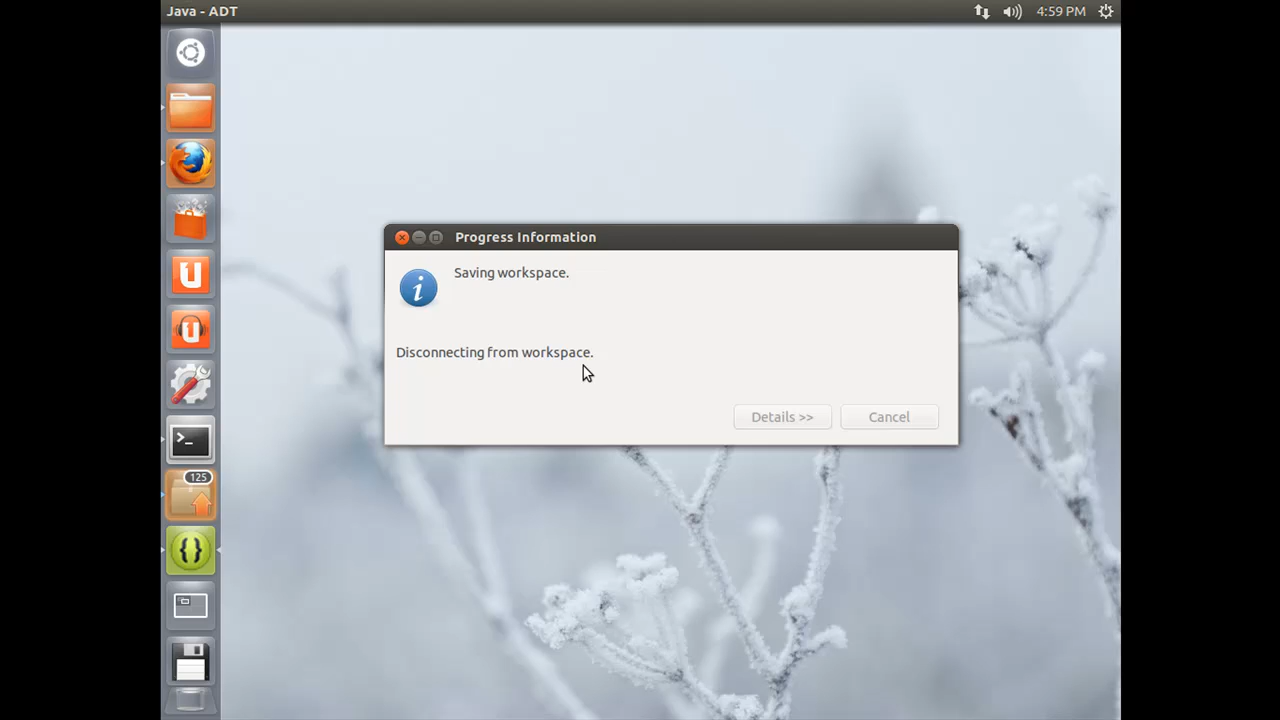 Java - ADT
4:59 PM
Progress Information
Saving workspace.
Disconnecting from workspace.
Details >>
Cancel
125